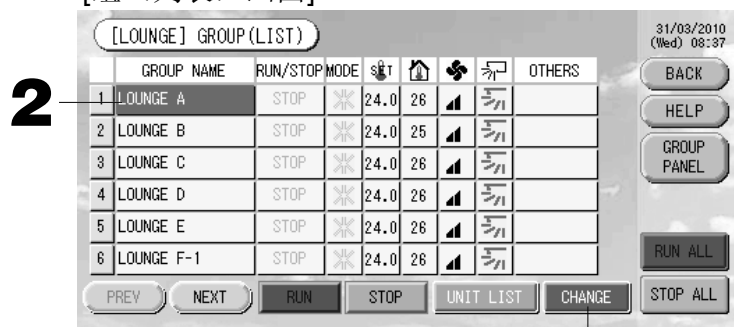 [LOUNGE] GROUP(LIST)
31/03/2010
(Wed) 08:37
GROUP NAME RUN/STOP MODE SET OTHERS
1 LOUNGE A STOP 24.0 26
2 LOUNGE B STOP 24.0 25
3 LOUNGE C STOP 24.0 26
4 LOUNGE D STOP 24.0 26
5 LOUNGE E STOP 24.0 26
6 LOUNGE F-1 STOP 24.0 26
BACK
HELP
GROUP
PANEL
RUN ALL
STOP ALL
PREV NEXT RUN STOP UNIT LIST CHANGE
2